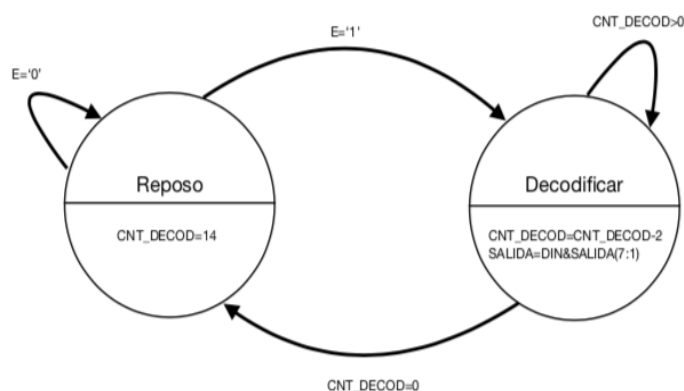 CNT_DECOD>0
E='1'
E='0'
Reposo
CNT_DECOD=14
Decodificar
CNT_DECOD=CNT_DECOD-2
SALIDA=DIN&SALIDA(7:1)
CNT_DECOD=0